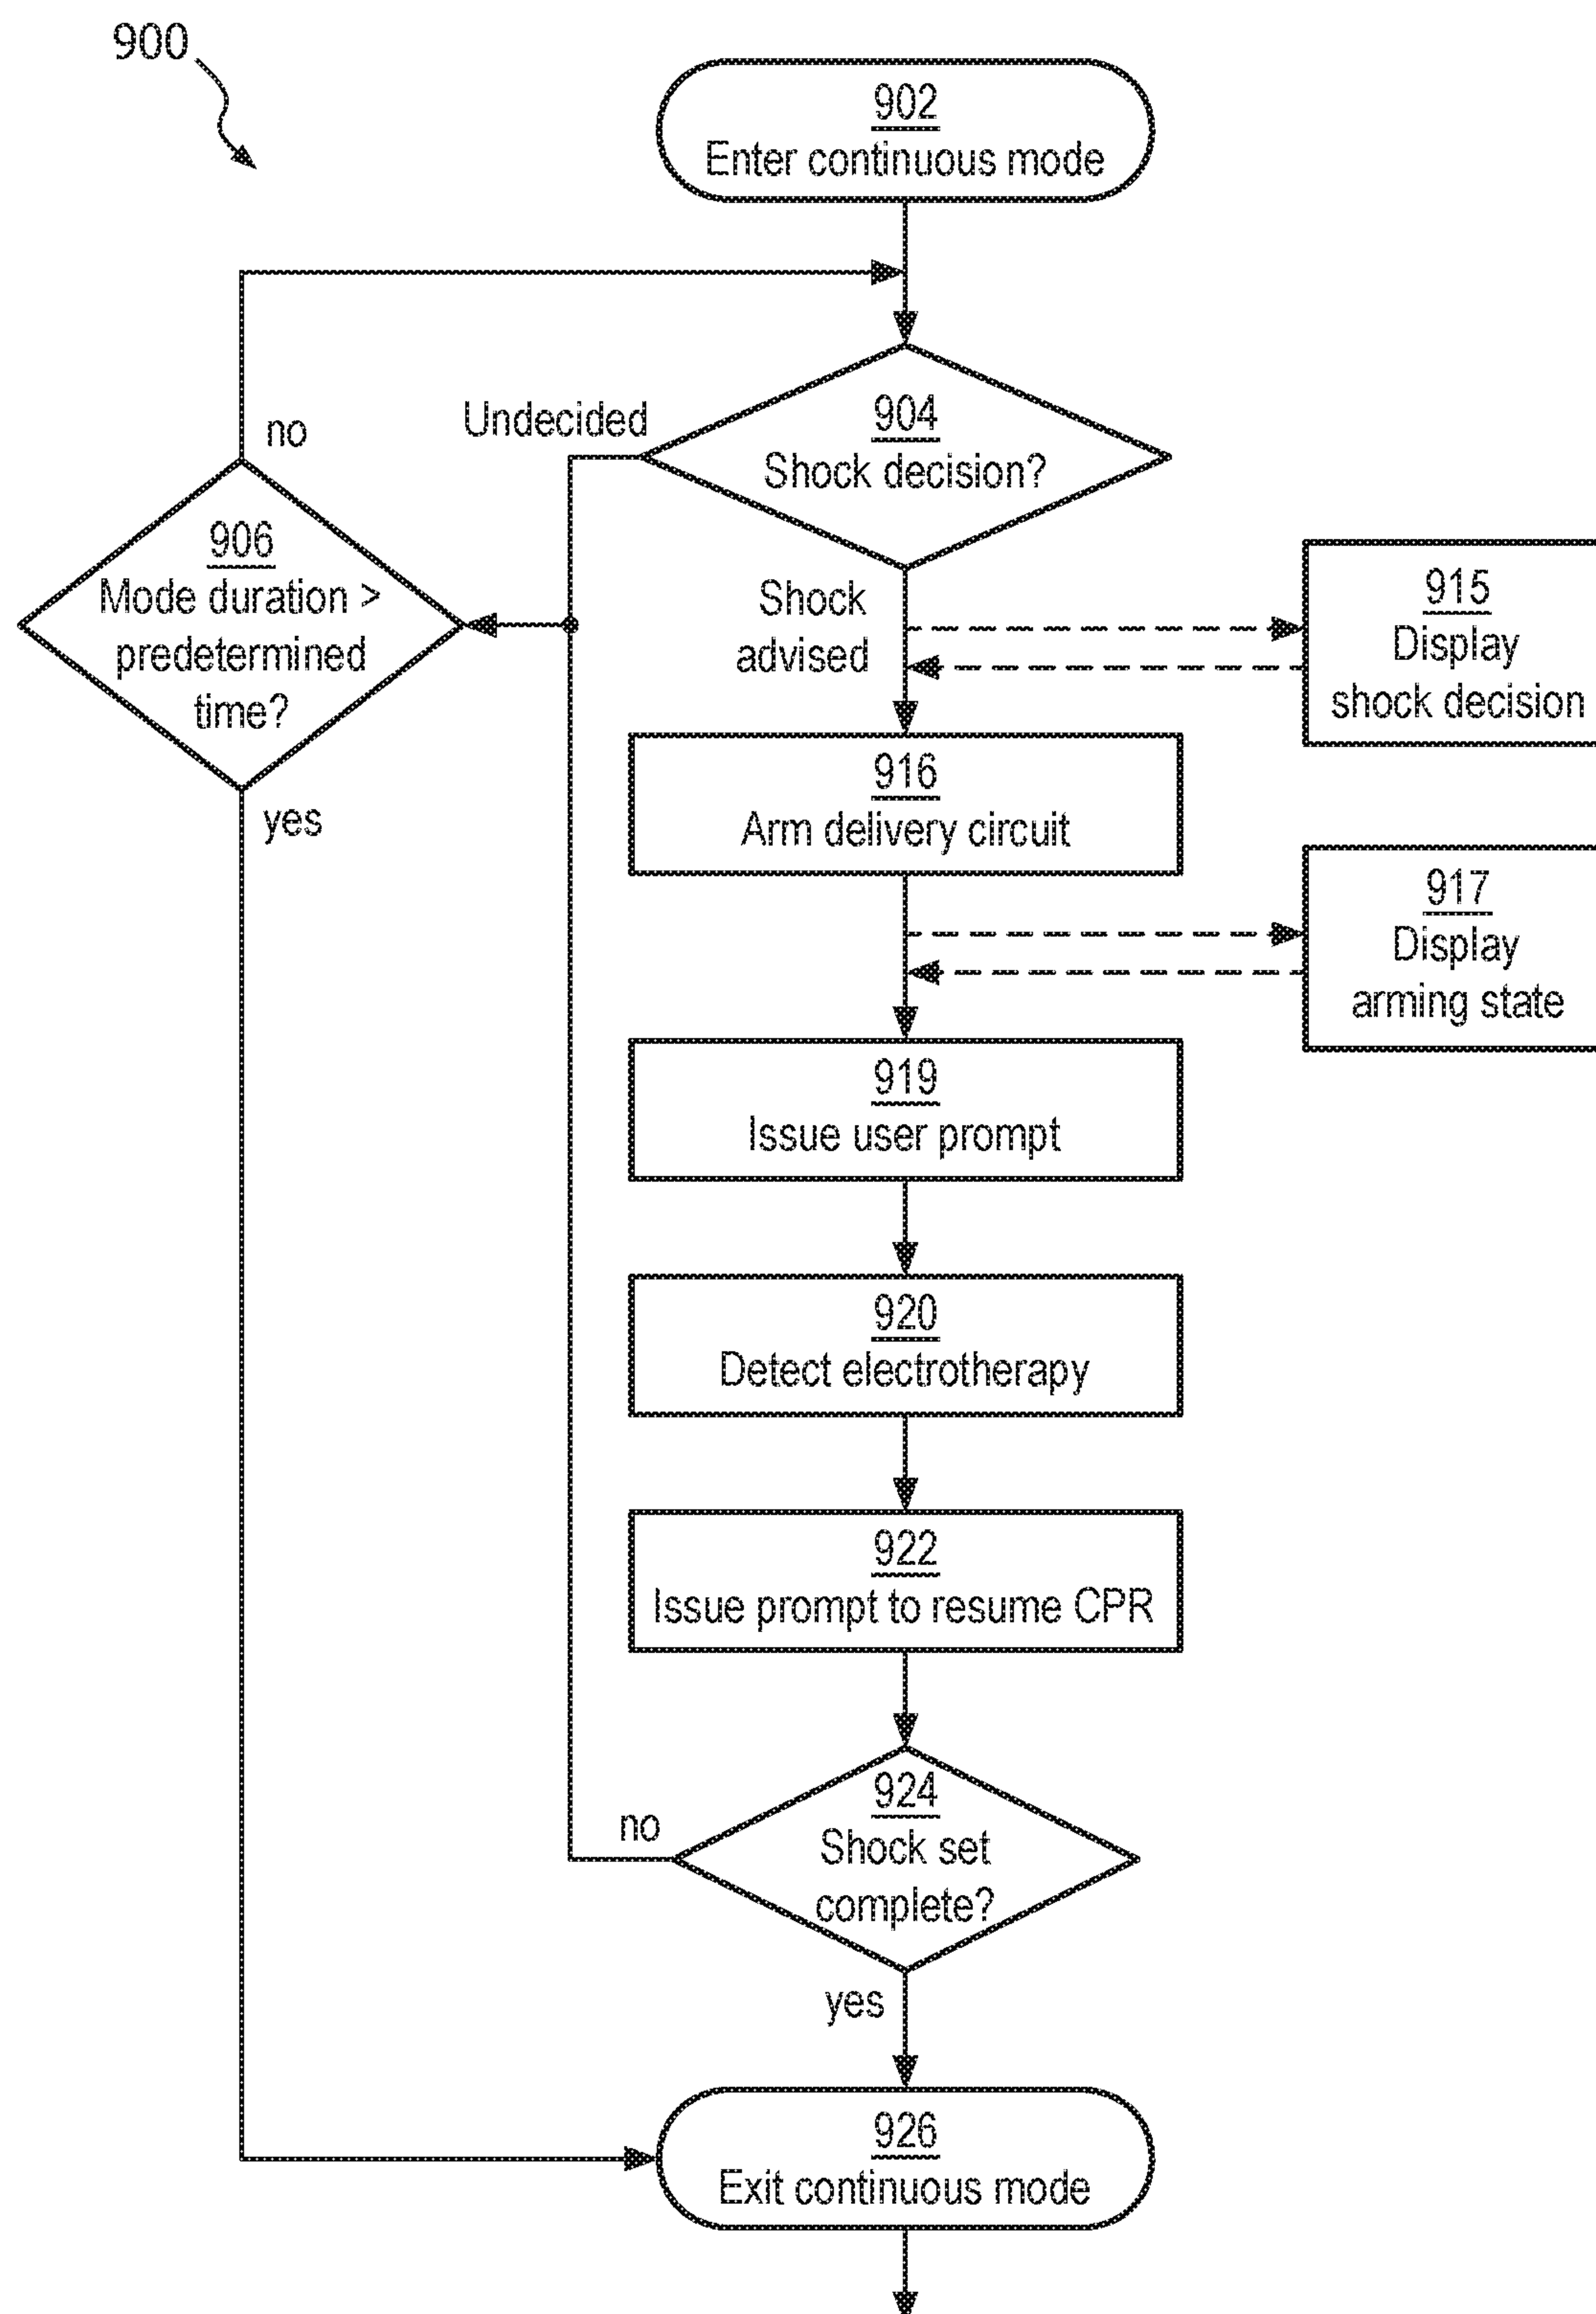 900
902
Enter continuous mode
Undecided
904
Shock decision?
no
906
Mode duration >
predetermined
time?
yes
Shock
advised
915
Display
shock decision
916
Arm delivery circuit
917
Display
arming state
919
Issue user prompt
920
Detect electrotherapy
922
Issue prompt to resume CPR
924
Shock set
complete?
no
yes
926
Exit continuous mode